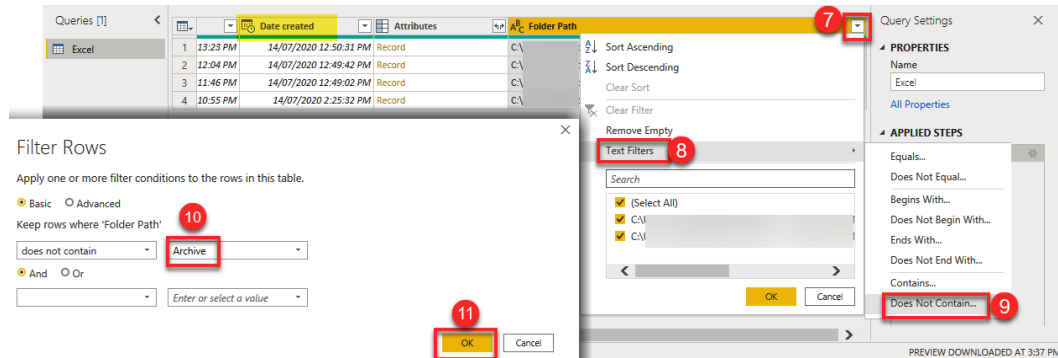 Queries [1]
Excel
Date created Attributes ABC Folder Path 7
1 13:23 PM 14/07/2020 12:50:31 PM Record C:\
2 12:04 PM 14/07/2020 12:49:42 PM Record C:\
3 11:46 PM 14/07/2020 12:49:02 PM Record C:\
4 10:55 PM 14/07/2020 2:25:32 PM Record C:\
Sort Ascending
Sort Descending
Clear Sort
Clear Filter
Remove Empty
Text Filters 8
Search
(Select All)
C:\
C:\
OK Cancel
Equals...
Does Not Equal...
Begins With...
Does Not Begin With...
Ends With...
Does Not End With...
Contains...
Does Not Contain... 9
Query Settings
PROPERTIES
Name
Excel
All Properties
APPLIED STEPS
Filter Rows
Apply one or more filter conditions to the rows in this table.
Basic Advanced
Keep rows where 'Folder Path' 10
does not contain Archive
And Or
Enter or select a value
11
OK Cancel
PREVIEW DOWNLOADED AT 3:37 PM